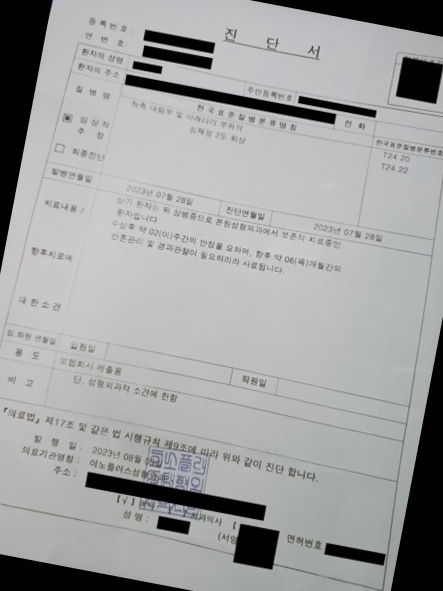 진 단 서
등록번호 :
연 번 호 :
환자의 성명
주민등록번호
환자의 주소
전 화
질 병 명
한 국 표 준 질 병 분 류 명 칭
한국표준질병분류번호
좌측 대퇴부 및 아래다리 부위의
심재성 2도 화상
T24.20
T24.22
임 상 적
추 정
최종진단
발병연월일
2023년 07월 28일
진단연월일
2023년 07월 28일
치료내용 /
향후치료에
대 한 소 견
상기 환자는 위 상병증으로 본원성형외과에서 보존적 치료중인
환자입니다.
수상후 약 02(이)주간의 안정을 요하며, 향후 약 06(육)개월간의
반흔관리 및 경과관찰이 필요하리라 사료됩니다.
입·퇴원 연월일
입원일
퇴원일
용 도
보험회사 제출용
비 고
단, 성형외과적 소견에 한함.
『의료법』 제17조 및 같은 법 시행규칙 제9조에 따라 위와 같이 진단 합니다.
발 행 일 :
2023년 08월
의료기관명칭 :
이노플러스성형외과
주소 :
[√]
[
성 명 :
(서명
면허번호